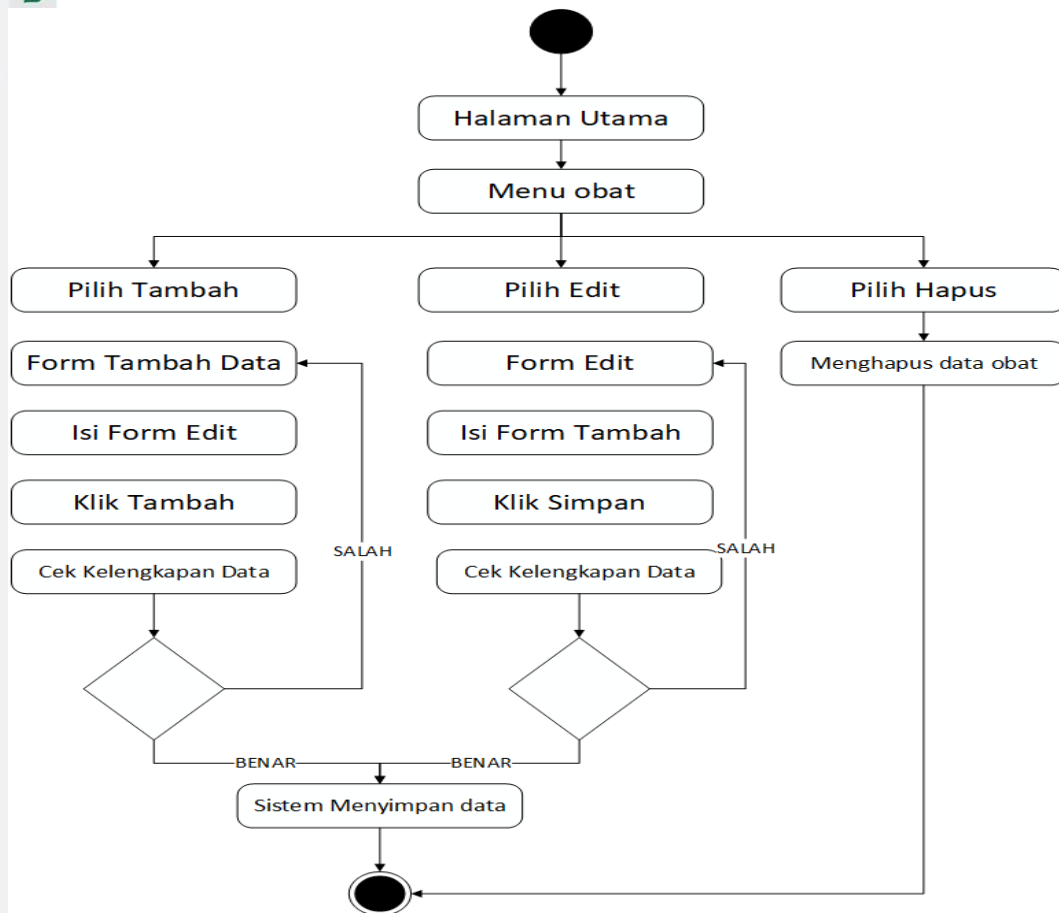 Halaman Utama
Menu obat
Pilih Tambah
Pilih Edit
Pilih Hapus
Form Tambah Data
Form Edit
Menghapus data obat
Isi Form Edit
Isi Form Tambah
Klik Tambah
Klik Simpan
SALAH
SALAH
Cek Kelengkapan Data
Cek Kelengkapan Data
BENAR
BENAR
Sistem Menyimpan data